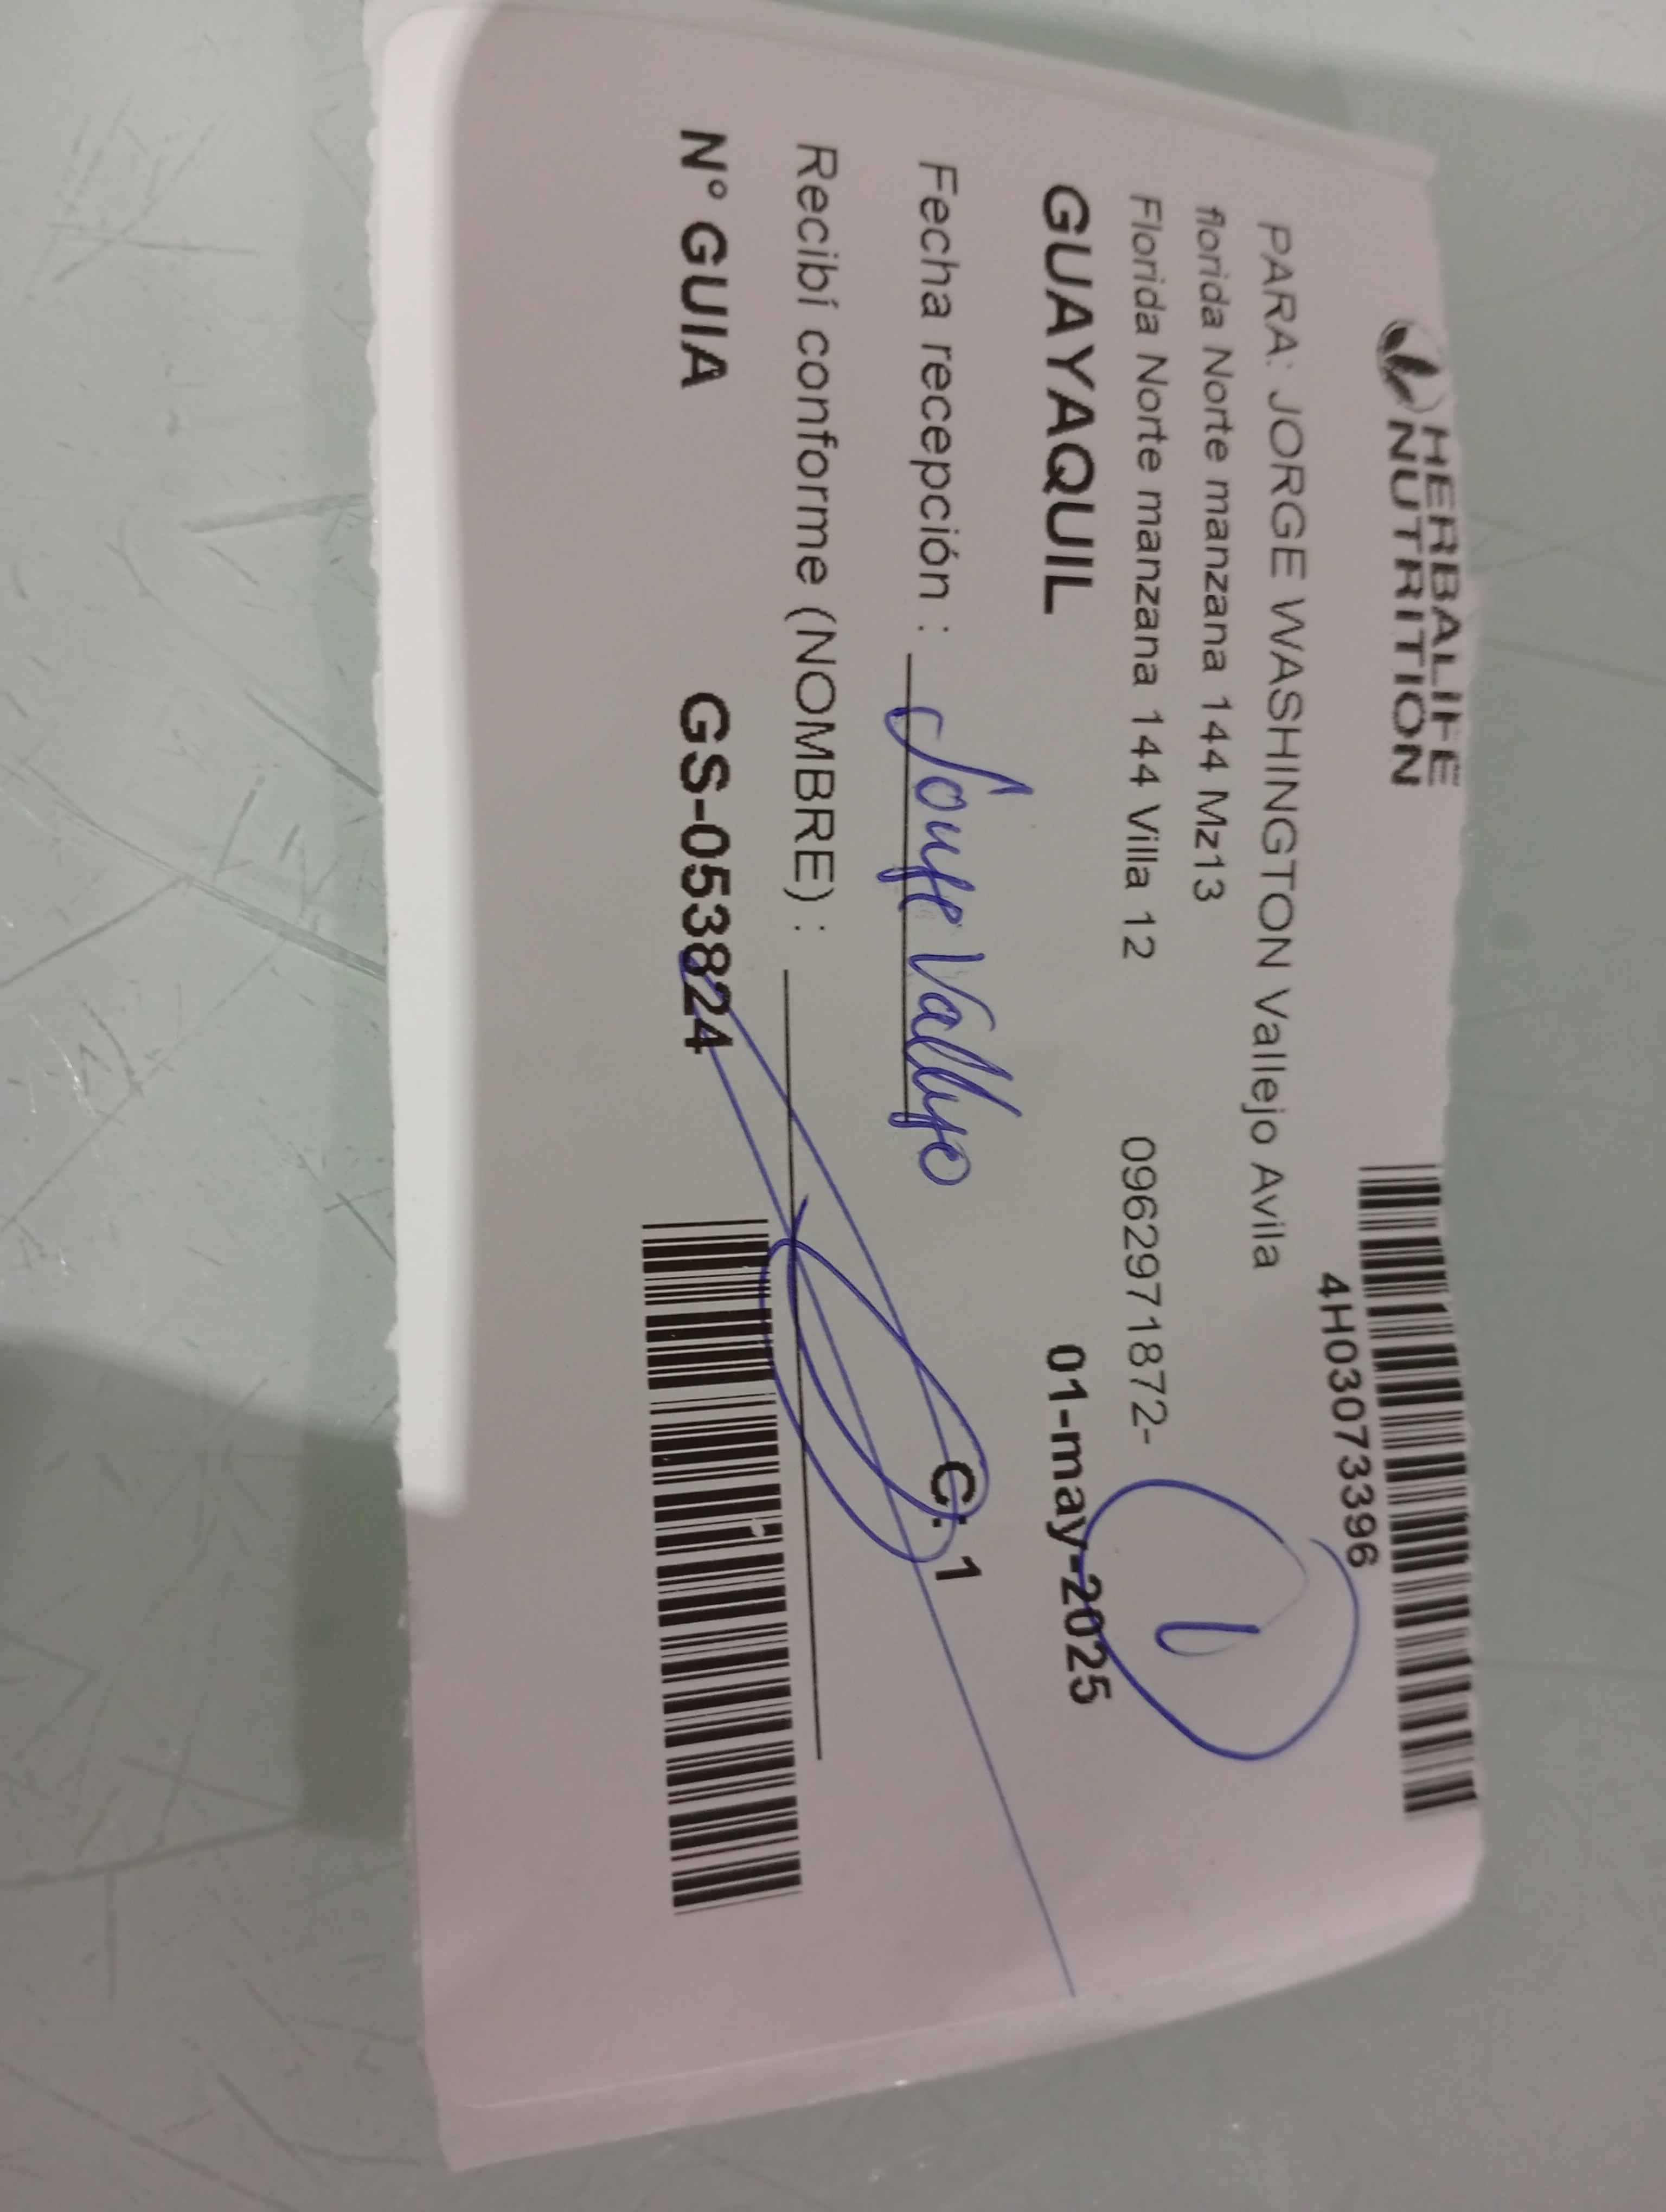 HERBALIFE
NUTRITION
4H03073396
PARA: JORGE WASHINGTON Vallejo Avila
florida Norte manzana 144 Mz13
Florida Norte manzana 144 Villa 12 0962971872-
1
GUAYAQUIL 01-may-2025
Fecha recepción : Jorge Vallejo C. 1
Recibí conforme (NOMBRE) :
N° GUIA GS-053824